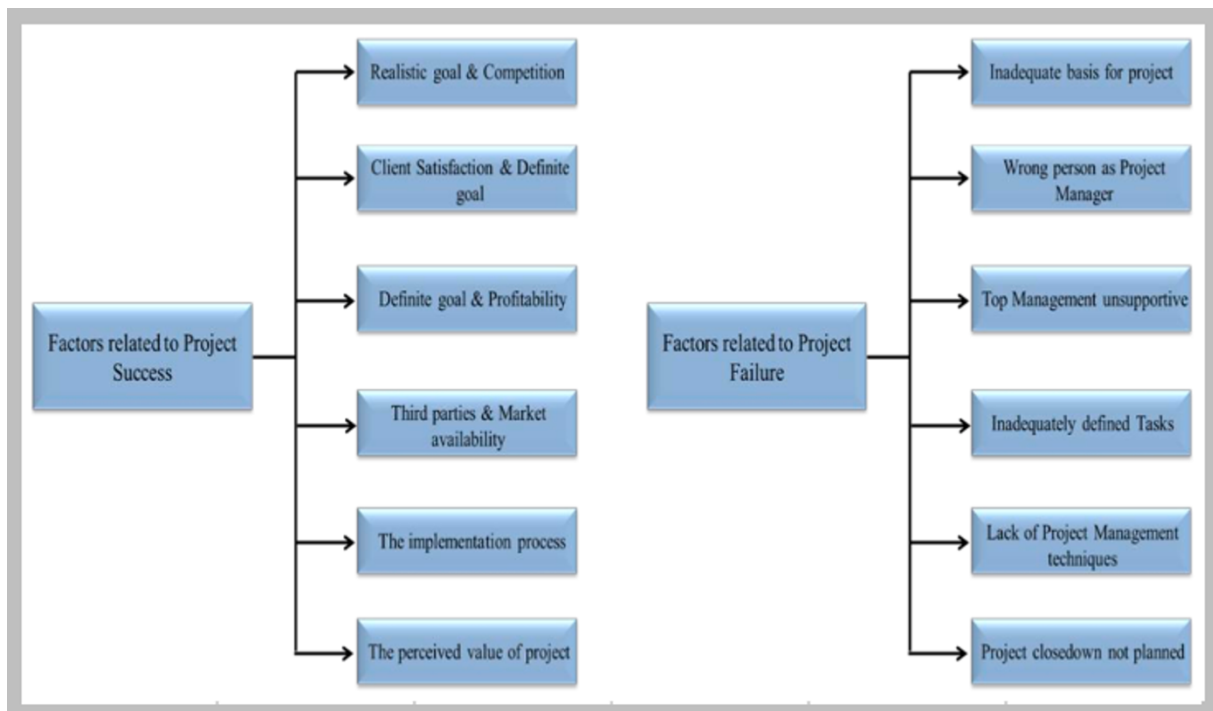 Factors related to Project
Success
Realistic goal & Competition
Client Satisfaction & Definite
goal
Definite goal & Profitability
Third parties & Market
availability
The implementation process
The perceived value of project
Factors related to Project
Failure
Inadequate basis for project
Wrong person as Project
Manager
Top Management unsupportive
Inadequately defined Tasks
Lack of Project Management
techniques
Project closedown not planned